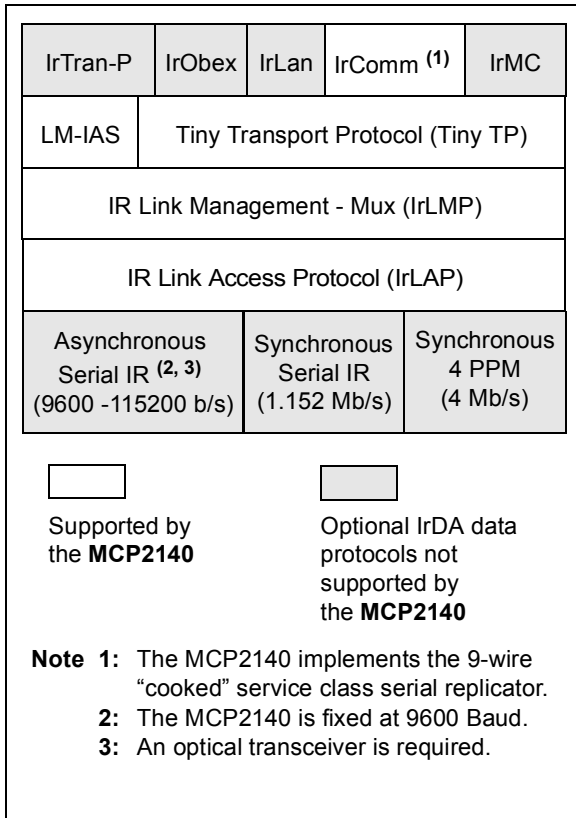 IrTran-P IrObex IrLan IrComm (1) IrMC
LM-IAS Tiny Transport Protocol (Tiny TP)
IR Link Management - Mux (IrLMP)
IR Link Access Protocol (IrLAP)
Asynchronous
Serial IR (2, 3)
(9600 -115200 b/s)
Synchronous
Serial IR
(1.152 Mb/s)
Synchronous
4 PPM
(4 Mb/s)
Supported by
the MCP2140
Optional IrDA data
protocols not
supported by
the MCP2140
Note 1: The MCP2140 implements the 9-wire
“cooked” service class serial replicator.
2: The MCP2140 is fixed at 9600 Baud.
3: An optical transceiver is required.